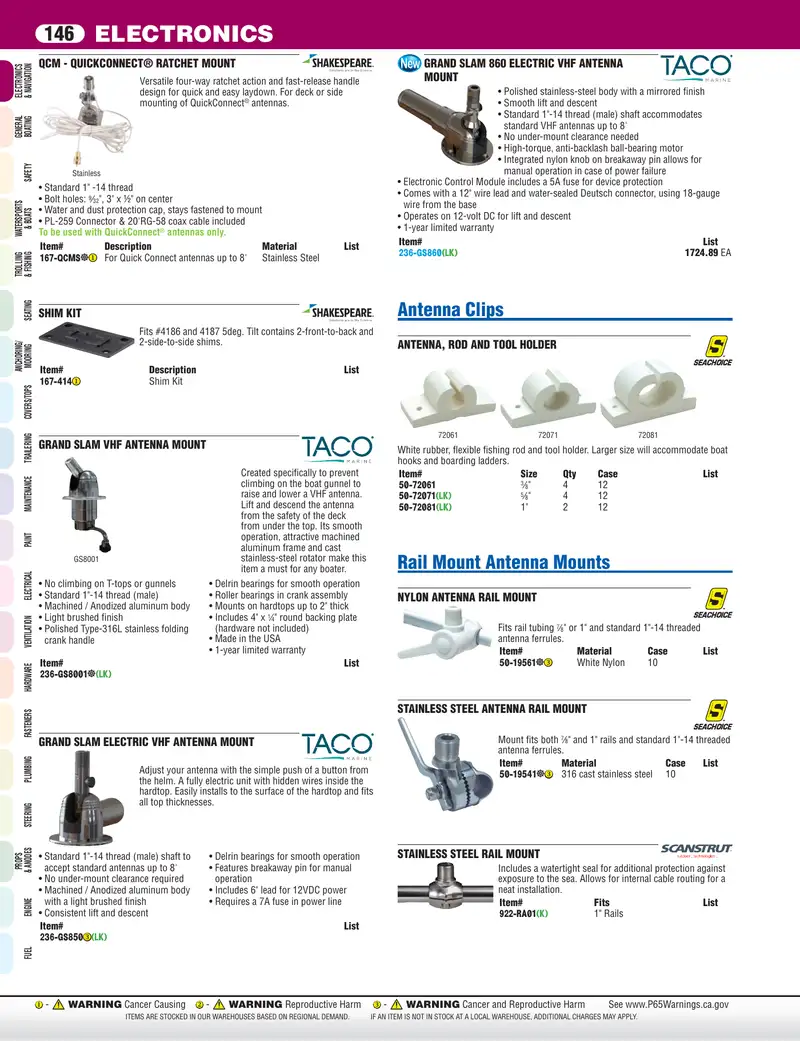 146 ELECTRONICS
ELECTRONICS
& NAVIGATION
GENERAL
BOATING
SAFETY
WATERSPORTS
& BOATS
TROLLING
& FISHING
SEATING
ANCHORING/
MOORING
COVERS/TOPS
TRAILERING
MAINTENANCE
PAINT
ELECTRICAL
VENTILATION
HARDWARE
FASTENERS
PLUMBING
STEERING
PROPS
& ANODES
ENGINE
FUEL
QCM - QUICKCONNECT® RATCHET MOUNT
SHAKESPEARE
Versatile four-way ratchet action and fast-release handle
design for quick and easy laydown. For deck or side
mounting of QuickConnect® antennas.
Stainless
• Standard 1" -14 thread
• Bolt holes: 9⁄32", 3" x ½" on center
• Water and dust protection cap, stays fastened to mount
• PL-259 Connector & 20'RG-58 coax cable included
To be used with QuickConnect® antennas only.
Item# Description Material List
167-QCMS 1 For Quick Connect antennas up to 8' Stainless Steel
SHIM KIT
SHAKESPEARE
Fits #4186 and 4187 5deg. Tilt contains 2-front-to-back and
2-side-to-side shims.
Item# Description List
167-414 1 Shim Kit
GRAND SLAM VHF ANTENNA MOUNT
TACO
MARINE
GS8001
Created specifically to prevent
climbing on the boat gunnel to
raise and lower a VHF antenna.
Lift and descend the antenna
from the safety of the deck
from under the top. Its smooth
operation, attractive machined
aluminum frame and cast
stainless-steel rotator make this
item a must for any boater.
• No climbing on T-tops or gunnels
• Standard 1"-14 thread (male)
• Machined / Anodized aluminum body
• Light brushed finish
• Polished Type-316L stainless folding
crank handle
• Delrin bearings for smooth operation
• Roller bearings in crank assembly
• Mounts on hardtops up to 2" thick
• Includes 4" x ¼" round backing plate
(hardware not included)
• Made in the USA
• 1-year limited warranty
Item# List
236-GS8001 (LK)
GRAND SLAM ELECTRIC VHF ANTENNA MOUNT
TACO
MARINE
Adjust your antenna with the simple push of a button from
the helm. A fully electric unit with hidden wires inside the
hardtop. Easily installs to the surface of the hardtop and fits
all top thicknesses.
• Standard 1"-14 thread (male) shaft to
accept standard antennas up to 8'
• No under-mount clearance required
• Machined / Anodized aluminum body
with a light brushed finish
• Consistent lift and descent
• Delrin bearings for smooth operation
• Features breakaway pin for manual
operation
• Includes 6' lead for 12VDC power
• Requires a 7A fuse in power line
Item# List
236-GS850 3 (LK)
New GRAND SLAM 860 ELECTRIC VHF ANTENNA
MOUNT
TACO
MARINE
• Polished stainless-steel body with a mirrored finish
• Smooth lift and descent
• Standard 1"-14 thread (male) shaft accommodates
standard VHF antennas up to 8'
• No under-mount clearance needed
• High-torque, anti-backlash ball-bearing motor
• Integrated nylon knob on breakaway pin allows for
manual operation in case of power failure
• Electronic Control Module includes a 5A fuse for device protection
• Comes with a 12" wire lead and water-sealed Deutsch connector, using 18-gauge
wire from the base
• Operates on 12-volt DC for lift and descent
• 1-year limited warranty
Item# List
236-GS860(LK) 1724.89 EA
Antenna Clips
ANTENNA, ROD AND TOOL HOLDER
SEACHOICE
72061 72071 72081
White rubber, flexible fishing rod and tool holder. Larger size will accommodate boat
hooks and boarding ladders.
Item# Size Qty Case List
50-72061 ⅜" 4 12
50-72071(LK) ⅝" 4 12
50-72081(LK) 1" 2 12
Rail Mount Antenna Mounts
NYLON ANTENNA RAIL MOUNT
SEACHOICE
Fits rail tubing ⅞" or 1" and standard 1"-14 threaded
antenna ferrules.
Item# Material Case List
50-19561 3 White Nylon 10
STAINLESS STEEL ANTENNA RAIL MOUNT
SEACHOICE
Mount fits both ⅞" and 1" rails and standard 1"-14 threaded
antenna ferrules.
Item# Material Case List
50-19541 3 316 cast stainless steel 10
STAINLESS STEEL RAIL MOUNT
SCANSTRUT
Includes a watertight seal for additional protection against
exposure to the sea. Allows for internal cable routing for a
neat installation.
Item# Fits List
922-RA01(K) 1" Rails
1 - WARNING Cancer Causing 2 - WARNING Reproductive Harm 3 - WARNING Cancer and Reproductive Harm See www.P65Warnings.ca.gov
ITEMS ARE STOCKED IN OUR WAREHOUSES BASED ON REGIONAL DEMAND. IF AN ITEM IS NOT IN STOCK AT A LOCAL WAREHOUSE, ADDITIONAL CHARGES MAY APPLY.